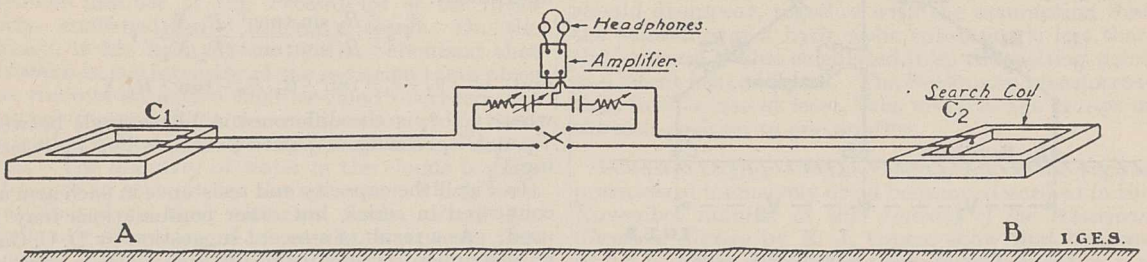 Headphones.
Amplifier.
Search Coil
C1
C2
A
B
I.G.E.S.